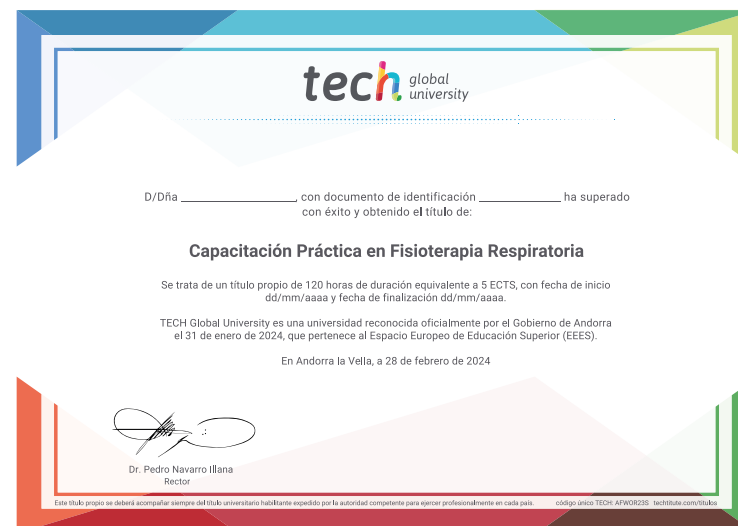 tech global university
D/Dña ____________________, con documento de identificación ______________ ha superado
con éxito y obtenido el título de:
Capacitación Práctica en Fisioterapia Respiratoria
Se trata de un título propio de 120 horas de duración equivalente a 5 ECTS, con fecha de inicio
dd/mm/aaaa y fecha de finalización dd/mm/aaaa.
TECH Global University es una universidad reconocida oficialmente por el Gobierno de Andorra
el 31 de enero de 2024, que pertenece al Espacio Europeo de Educación Superior (EEES).
En Andorra la Vella, a 28 de febrero de 2024
Dr. Pedro Navarro Illana
Rector
Este título propio se deberá acompañar siempre del título universitario habilitante expedido por la autoridad competente para ejercer profesionalmente en cada país. código único TECH: AFWOR23S techtitute.com/titulos